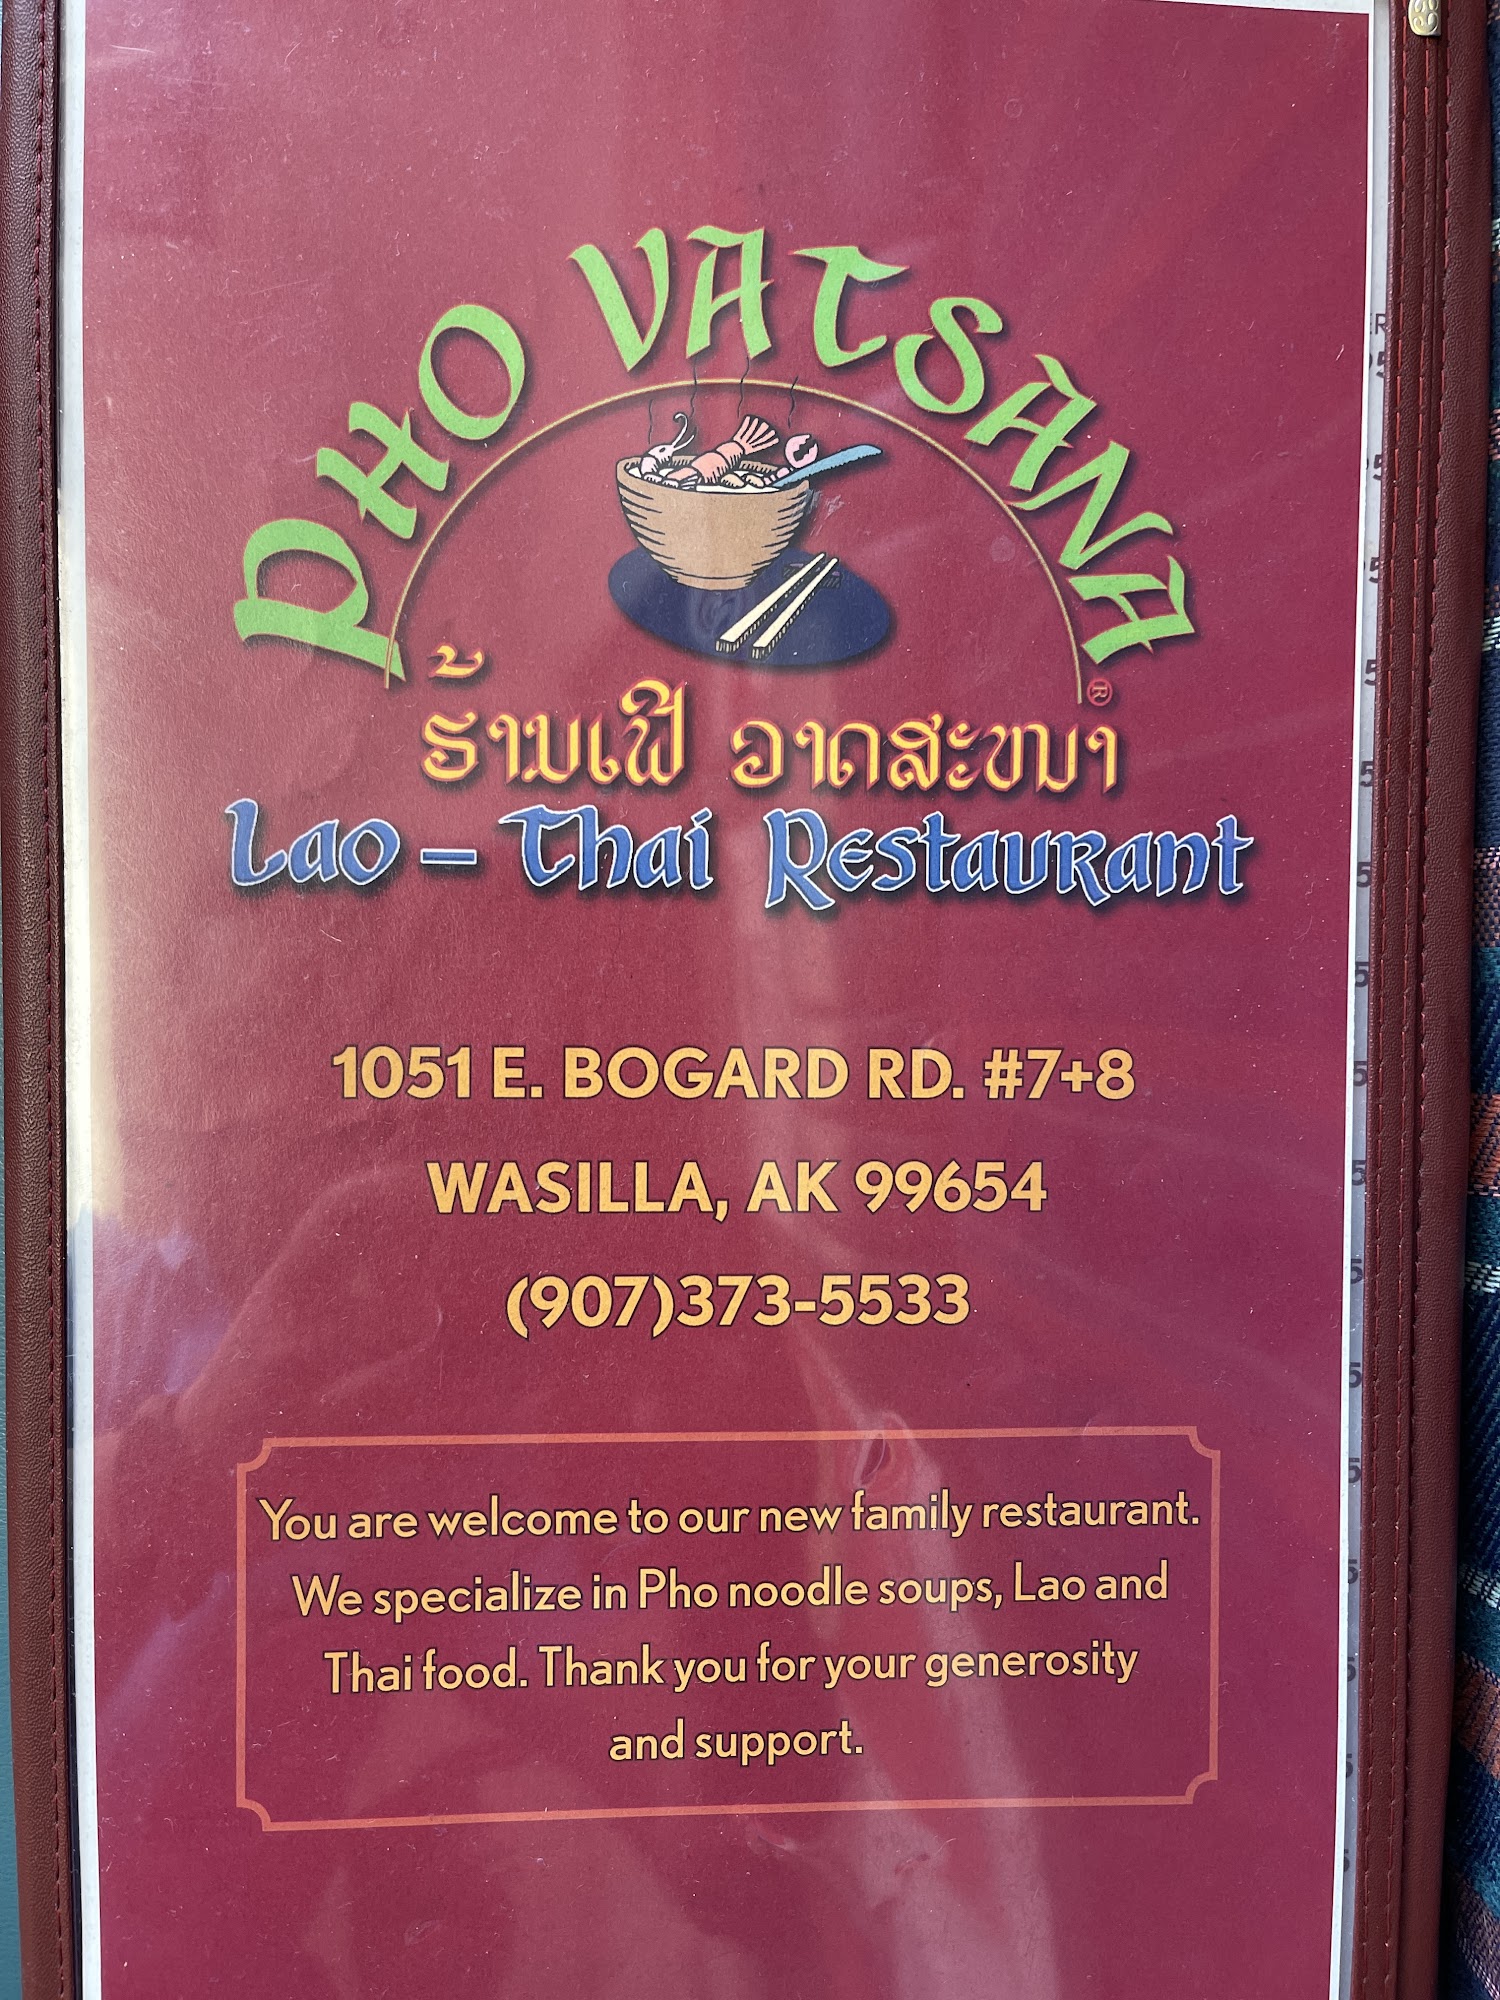 PHO VATSANA
ຮ້ານເຝີ ວາດສະໜາ
®
Lao – Thai Restaurant
1051 E. BOGARD RD. #7+8
WASILLA, AK 99654
(907)373-5533
You are welcome to our new family restaurant.
We specialize in Pho noodle soups, Lao and
Thai food. Thank you for your generosity
and support.